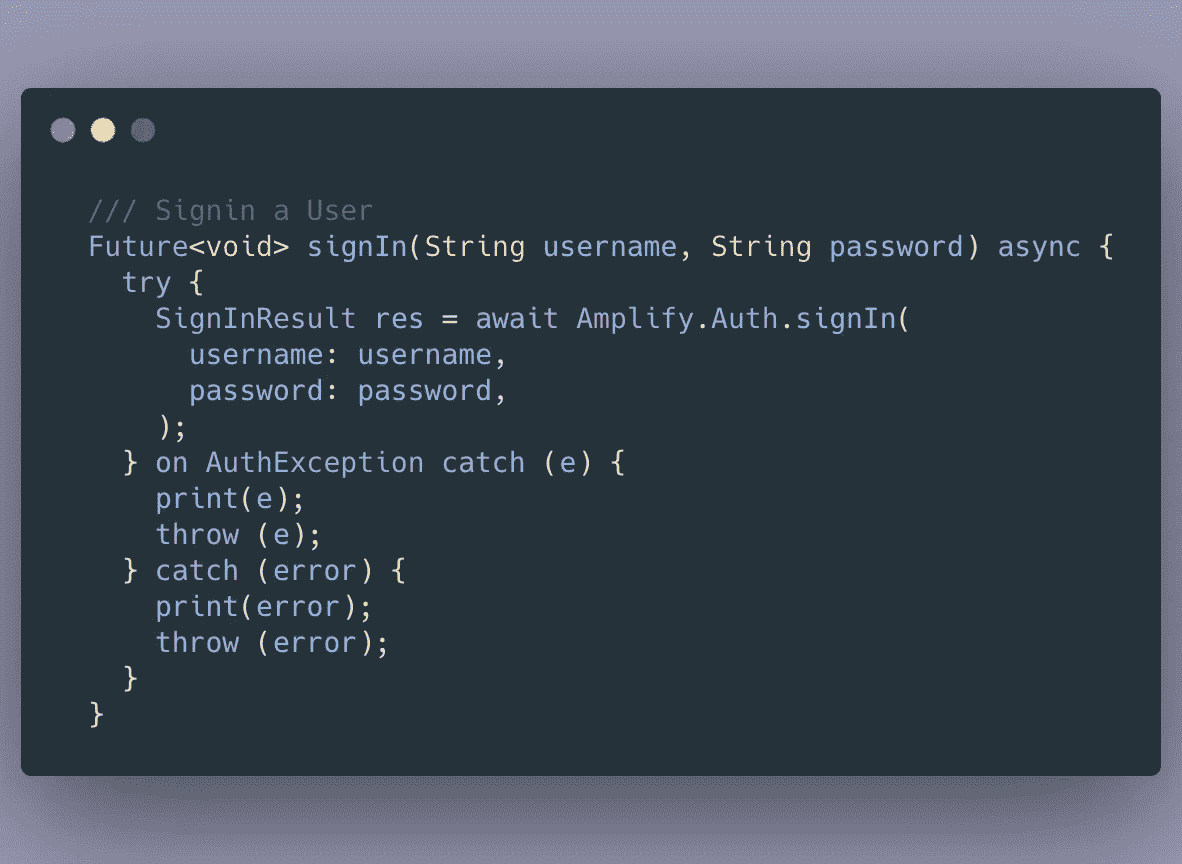 /// Signin a User
Future<void> signIn(String username, String password) async {
  try {
    SignInResult res = await Amplify.Auth.signIn(
      username: username,
      password: password,
    );
  } on AuthException catch (e) {
    print(e);
    throw (e);
  } catch (error) {
    print(error);
    throw (error);
  }
}